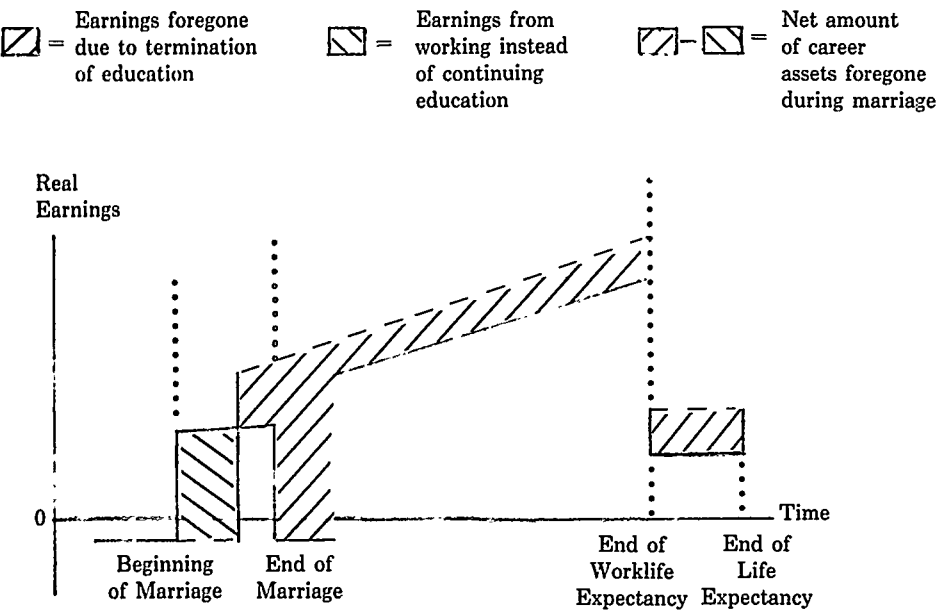 = Earnings foregone
due to termination
of education
= Earnings from
working instead
of continuing
education
– = Net amount
of career
assets foregone
during marriage
Real
Earnings
0
Time
Beginning
of Marriage
End of
Marriage
End of
Worklife
Expectancy
End of
Life
Expectancy